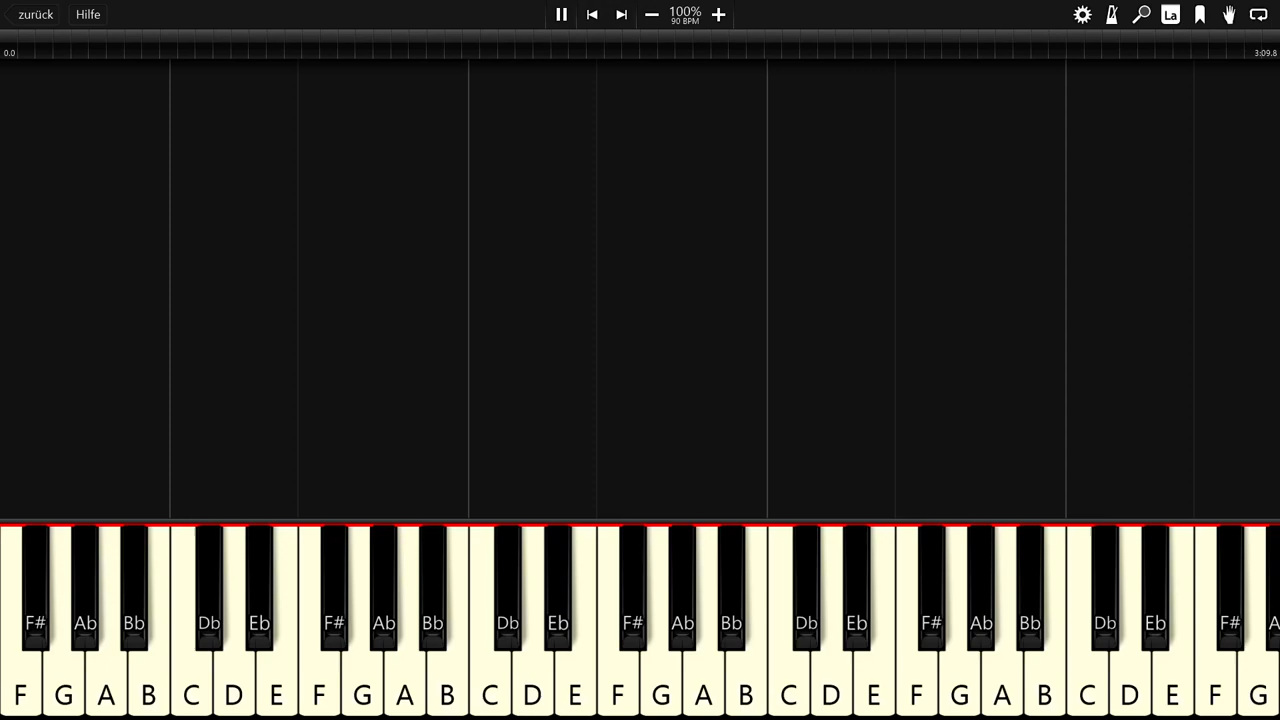 zurück Hilfe 100% La
90 BPM
0.0 3:09.8
F# Ab Bb Db Eb F# Ab Bb Db Eb F# Ab Bb Db Eb F# Ab Bb Db Eb F# A
F G A B C D E F G A B C D E F G A B C D E F G A B C D E F G